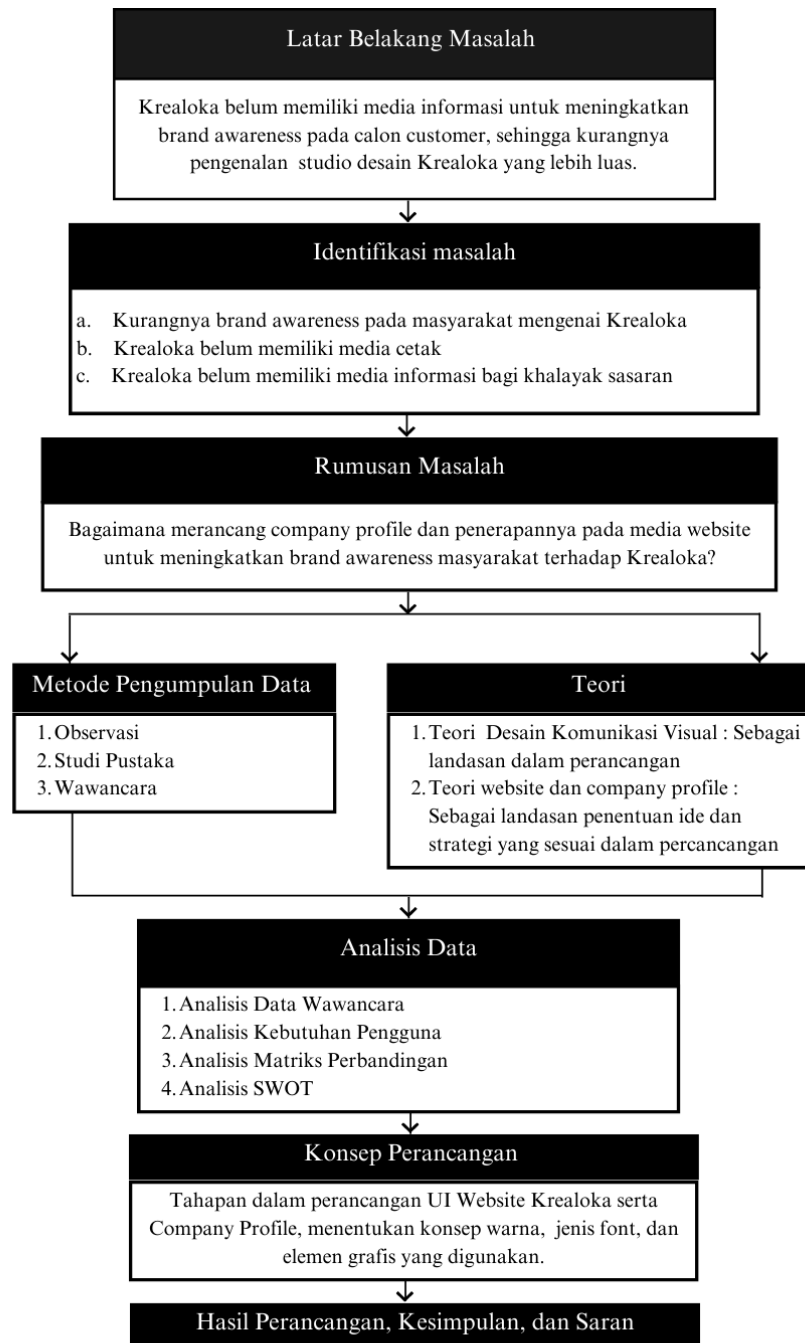 Latar Belakang Masalah
Krealoka belum memiliki media informasi untuk meningkatkan
brand awareness pada calon customer, sehingga kurangnya
pengenalan studio desain Krealoka yang lebih luas.
Identifikasi masalah
a. Kurangnya brand awareness pada masyarakat mengenai Krealoka
b. Krealoka belum memiliki media cetak
c. Krealoka belum memiliki media informasi bagi khalayak sasaran
Rumusan Masalah
Bagaimana merancang company profile dan penerapannya pada media website
untuk meningkatkan brand awareness masyarakat terhadap Krealoka?
Metode Pengumpulan Data
1. Observasi
2. Studi Pustaka
3. Wawancara
Teori
1. Teori Desain Komunikasi Visual : Sebagai
landasan dalam perancangan
2. Teori website dan company profile :
Sebagai landasan penentuan ide dan
strategi yang sesuai dalam percancangan
Analisis Data
1. Analisis Data Wawancara
2. Analisis Kebutuhan Pengguna
3. Analisis Matriks Perbandingan
4. Analisis SWOT
Konsep Perancangan
Tahapan dalam perancangan UI Website Krealoka serta
Company Profile, menentukan konsep warna, jenis font, dan
elemen grafis yang digunakan.
Hasil Perancangan, Kesimpulan, dan Saran